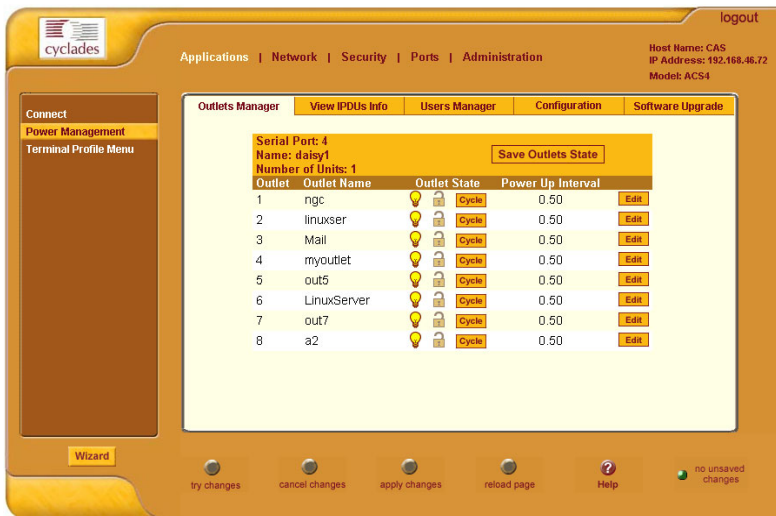 logout
cyclades
Applications | Network | Security | Ports | Administration
Host Name: CAS
IP Address: 192.168.46.72
Model: ACS4
Connect
Power Management
Terminal Profile Menu
Outlets Manager View IPDUs Info Users Manager Configuration Software Upgrade
Serial Port: 4
Name: daisy1
Number of Units: 1
Save Outlets State
Outlet Outlet Name Outlet State Power Up Interval
1 ngc Cycle 0.50 Edit
2 linuxser Cycle 0.50 Edit
3 Mail Cycle 0.50 Edit
4 myoutlet Cycle 0.50 Edit
5 out5 Cycle 0.50 Edit
6 LinuxServer Cycle 0.50 Edit
7 out7 Cycle 0.50 Edit
8 a2 Cycle 0.50 Edit
Wizard
try changes cancel changes apply changes reload page Help no unsaved changes